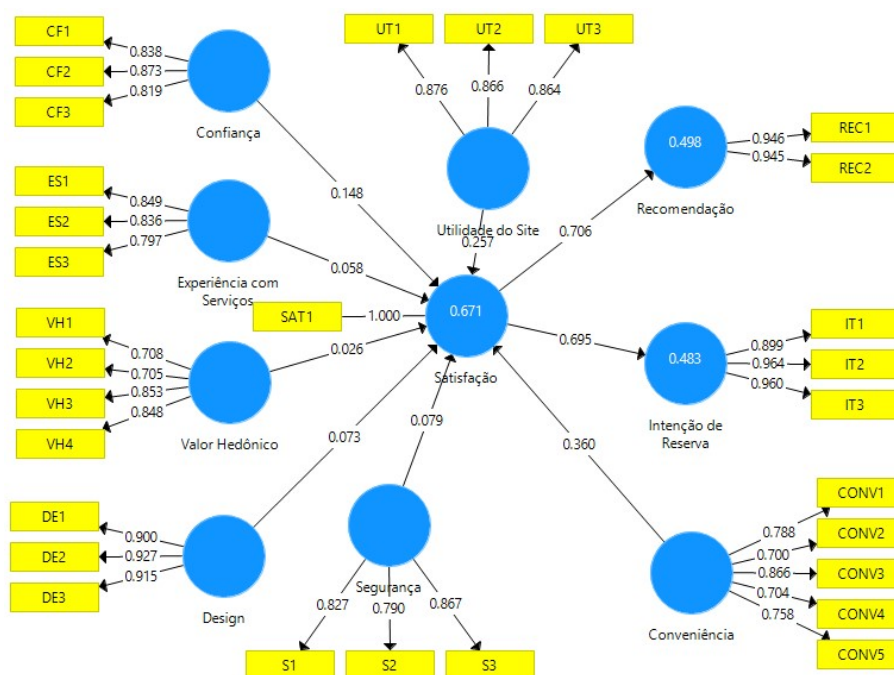 CF1
0.838
CF2
0.873
CF3
0.819
Confiança
0.148
UT1
UT2
UT3
0.876
0.866
0.864
Utilidade do Site
0.257
REC1
0.946
REC2
0.945
0.498
Recomendação
0.706
ES1
0.849
ES2
0.836
ES3
0.797
Experiência com
Serviços
0.058
SAT1
1.000
0.671
Satisfação
0.695
0.483
Intenção de
Reserva
IT1
0.899
IT2
0.964
IT3
0.960
VH1
0.708
VH2
0.705
VH3
0.853
VH4
0.848
Valor Hedônico
0.026
0.073
0.079
0.360
DE1
0.900
DE2
0.927
DE3
0.915
Design
Segurança
0.827
0.790
0.867
S1
S2
S3
Conveniência
CONV1
0.788
CONV2
0.700
CONV3
0.866
CONV4
0.704
CONV5
0.758